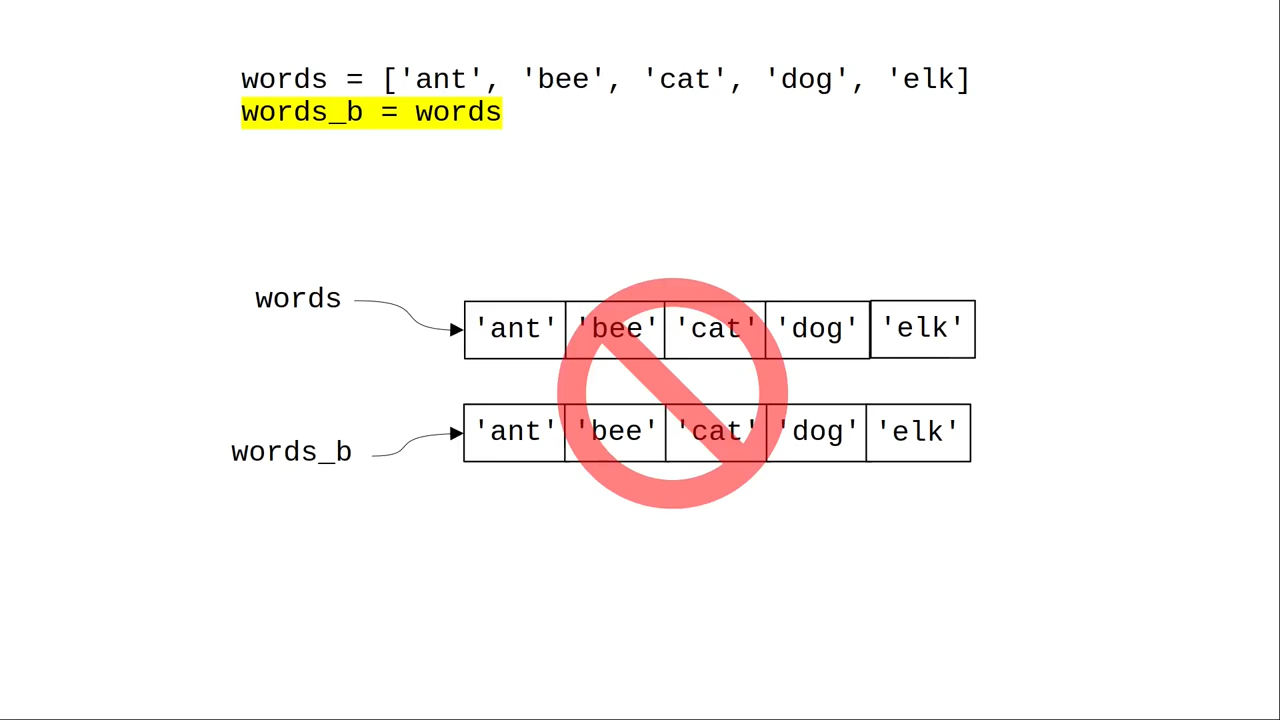 words = ['ant', 'bee', 'cat', 'dog', 'elk]
words_b = words
words 'ant' 'bee' 'cat' 'dog' 'elk'
words_b 'ant' 'bee' 'cat' 'dog' 'elk'